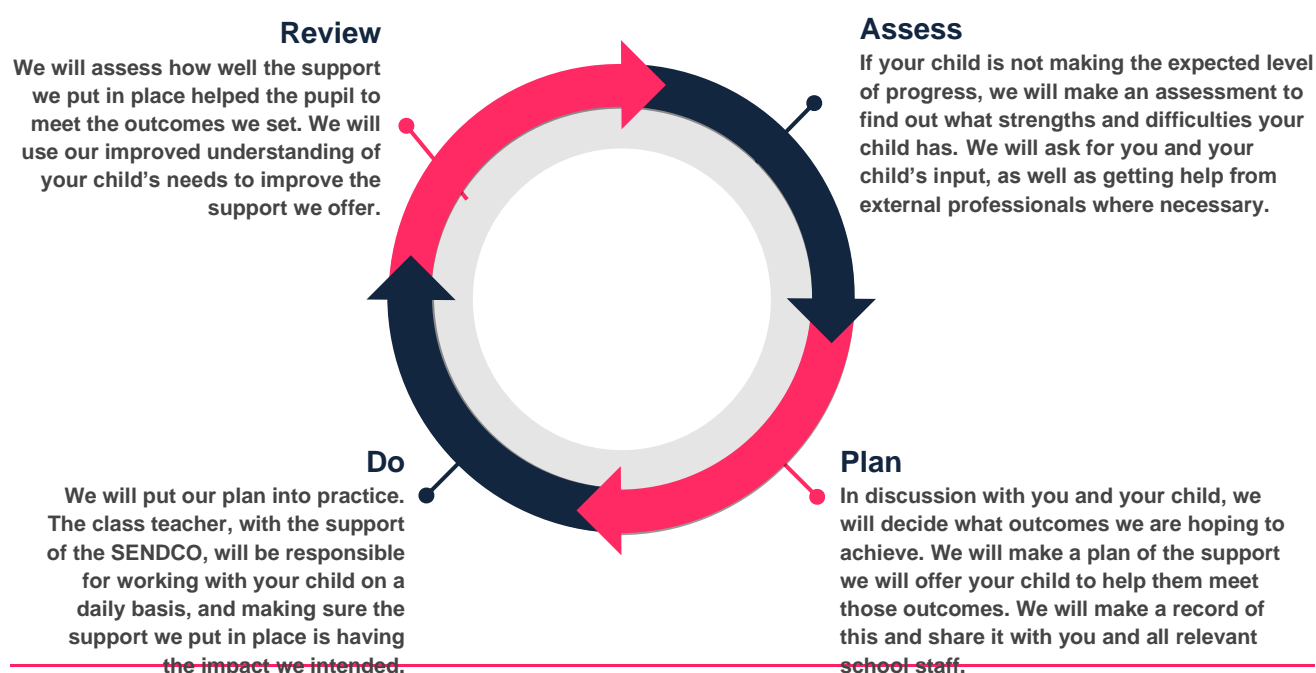 Review
We will assess how well the support
we put in place helped the pupil to
meet the outcomes we set. We will
use our improved understanding of
your child’s needs to improve the
support we offer.
Assess
If your child is not making the expected level
of progress, we will make an assessment to
find out what strengths and difficulties your
child has. We will ask for you and your
child’s input, as well as getting help from
external professionals where necessary.
Do
We will put our plan into practice.
The class teacher, with the support
of the SENDCO, will be responsible
for working with your child on a
daily basis, and making sure the
support we put in place is having
the impact we intended.
Plan
In discussion with you and your child, we
will decide what outcomes we are hoping to
achieve. We will make a plan of the support
we will offer your child to help them meet
those outcomes. We will make a record of
this and share it with you and all relevant
school staff.